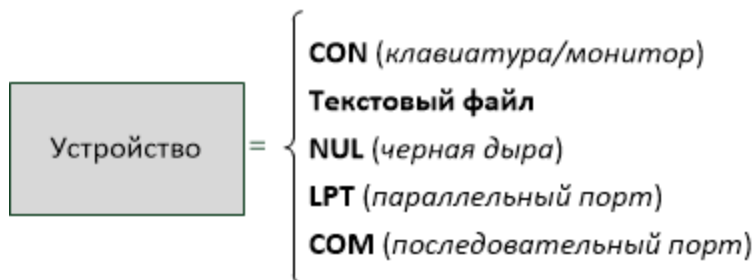 CON (клавиатура/монитор)
Текстовый файл
Устройство = NUL (черная дыра)
LPT (параллельный порт)
COM (последовательный порт)